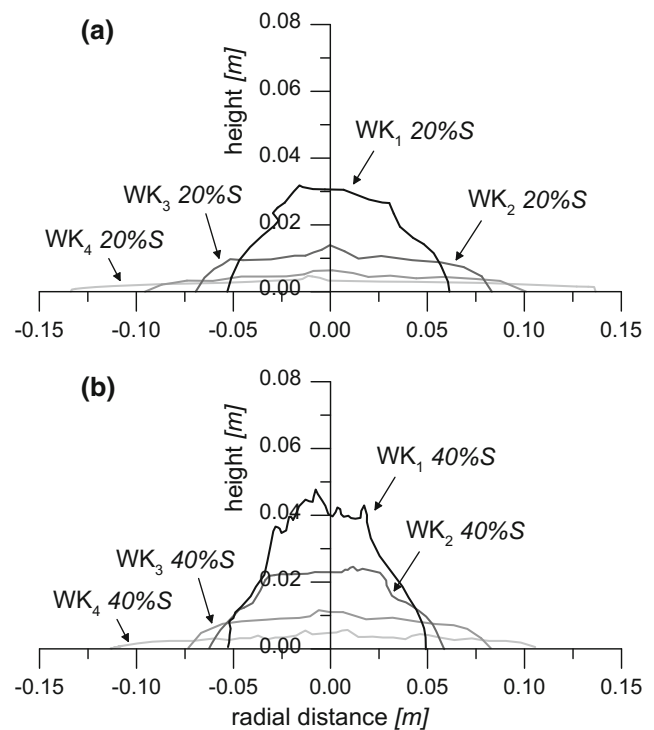 (a)
height [m]
0.08
0.06
0.04
0.02
0.00
WK₁ 20%S
WK₃ 20%S
WK₂ 20%S
WK₄ 20%S
-0.15 -0.10 -0.05 0.00 0.05 0.10 0.15
(b)
height [m]
0.08
0.06
0.04
0.02
0.00
WK₁ 40%S
WK₂ 40%S
WK₃ 40%S
WK₄ 40%S
-0.15 -0.10 -0.05 0.00 0.05 0.10 0.15
radial distance [m]